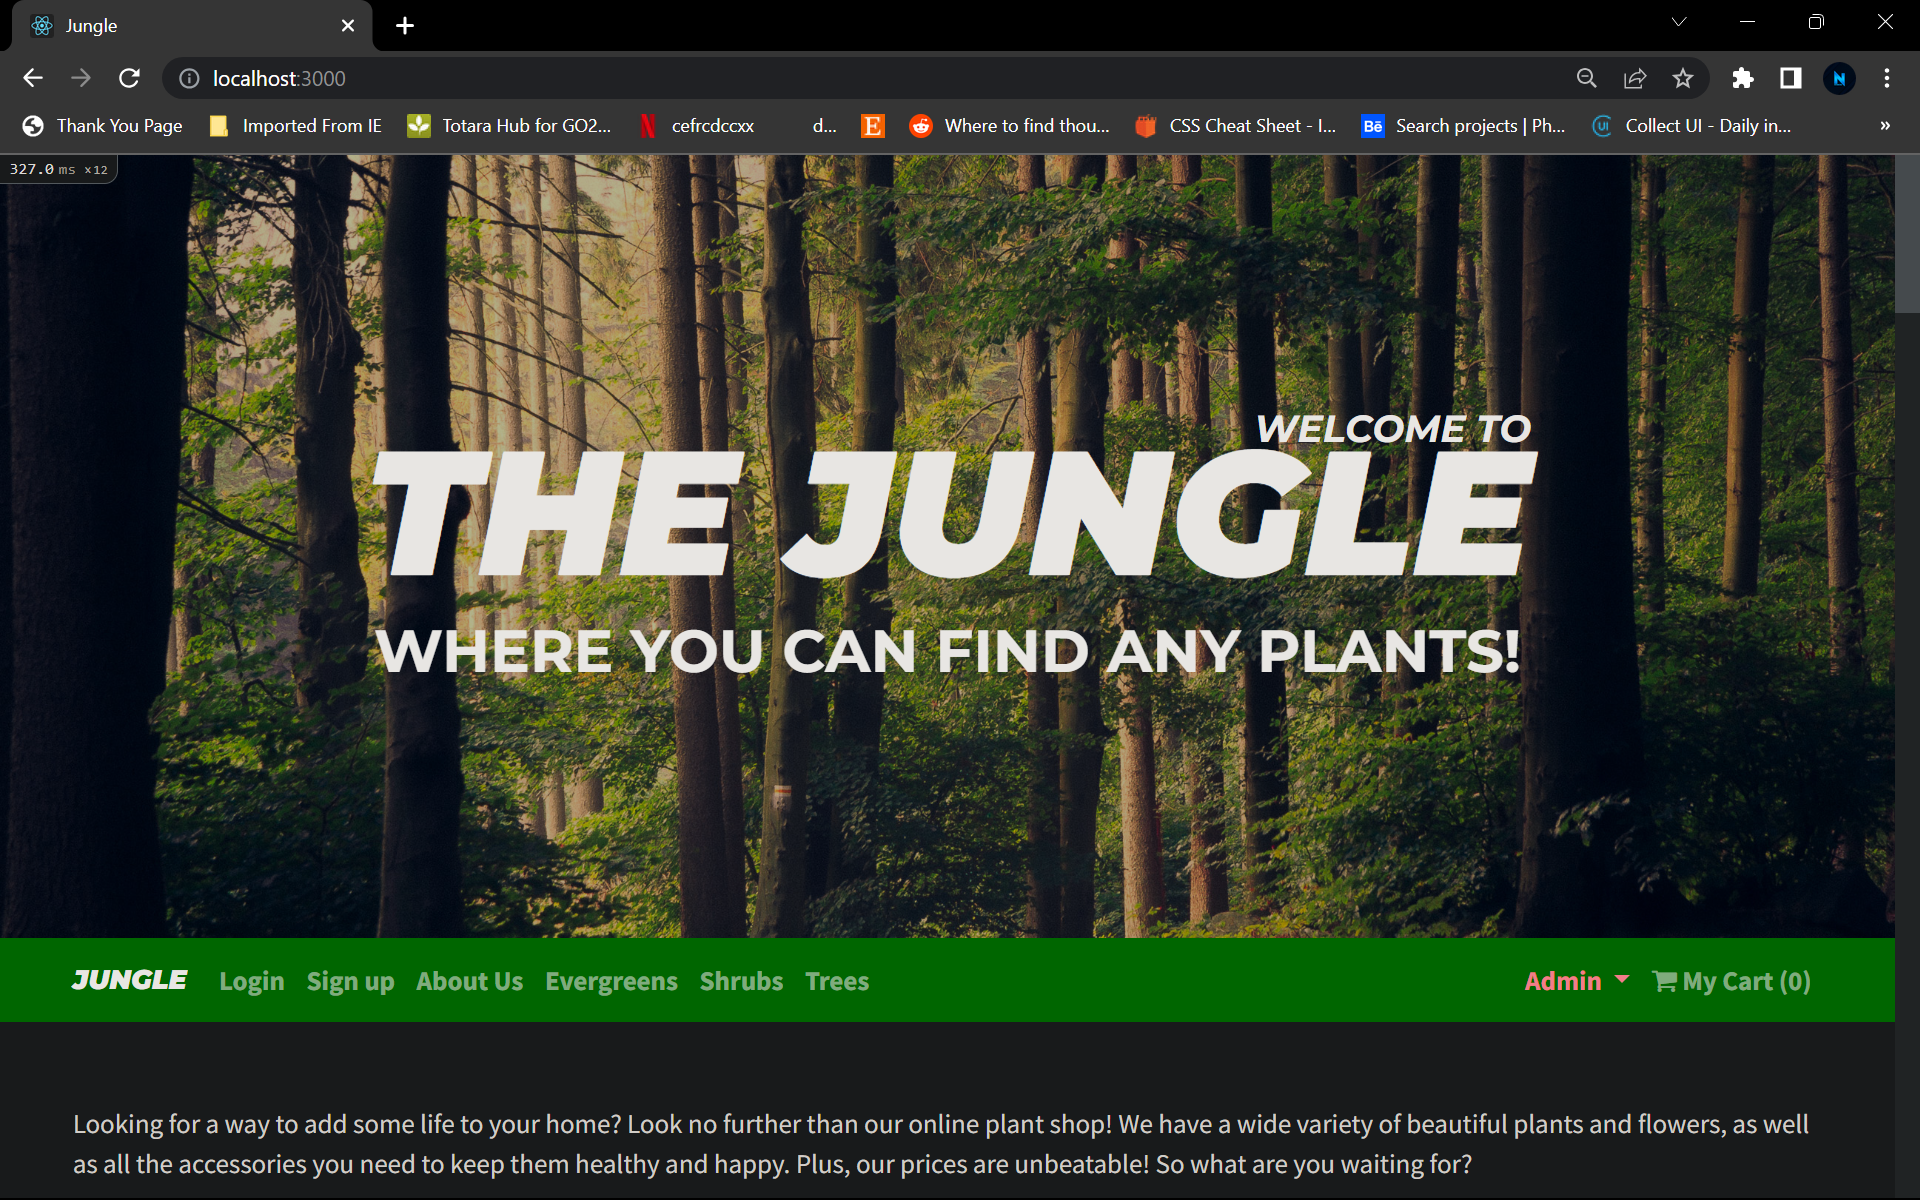 Jungle
localhost:3000
Thank You Page Imported From IE Totara Hub for GO2... cefrcdccxx d... Where to find thou... CSS Cheat Sheet - I... Search projects | Ph... Collect UI - Daily in... »
327.0 ms ×12
WELCOME TO
THE JUNGLE
WHERE YOU CAN FIND ANY PLANTS!
JUNGLE Login Sign up About Us Evergreens Shrubs Trees Admin My Cart (0)
Looking for a way to add some life to your home? Look no further than our online plant shop! We have a wide variety of beautiful plants and flowers, as well
as all the accessories you need to keep them healthy and happy. Plus, our prices are unbeatable! So what are you waiting for?